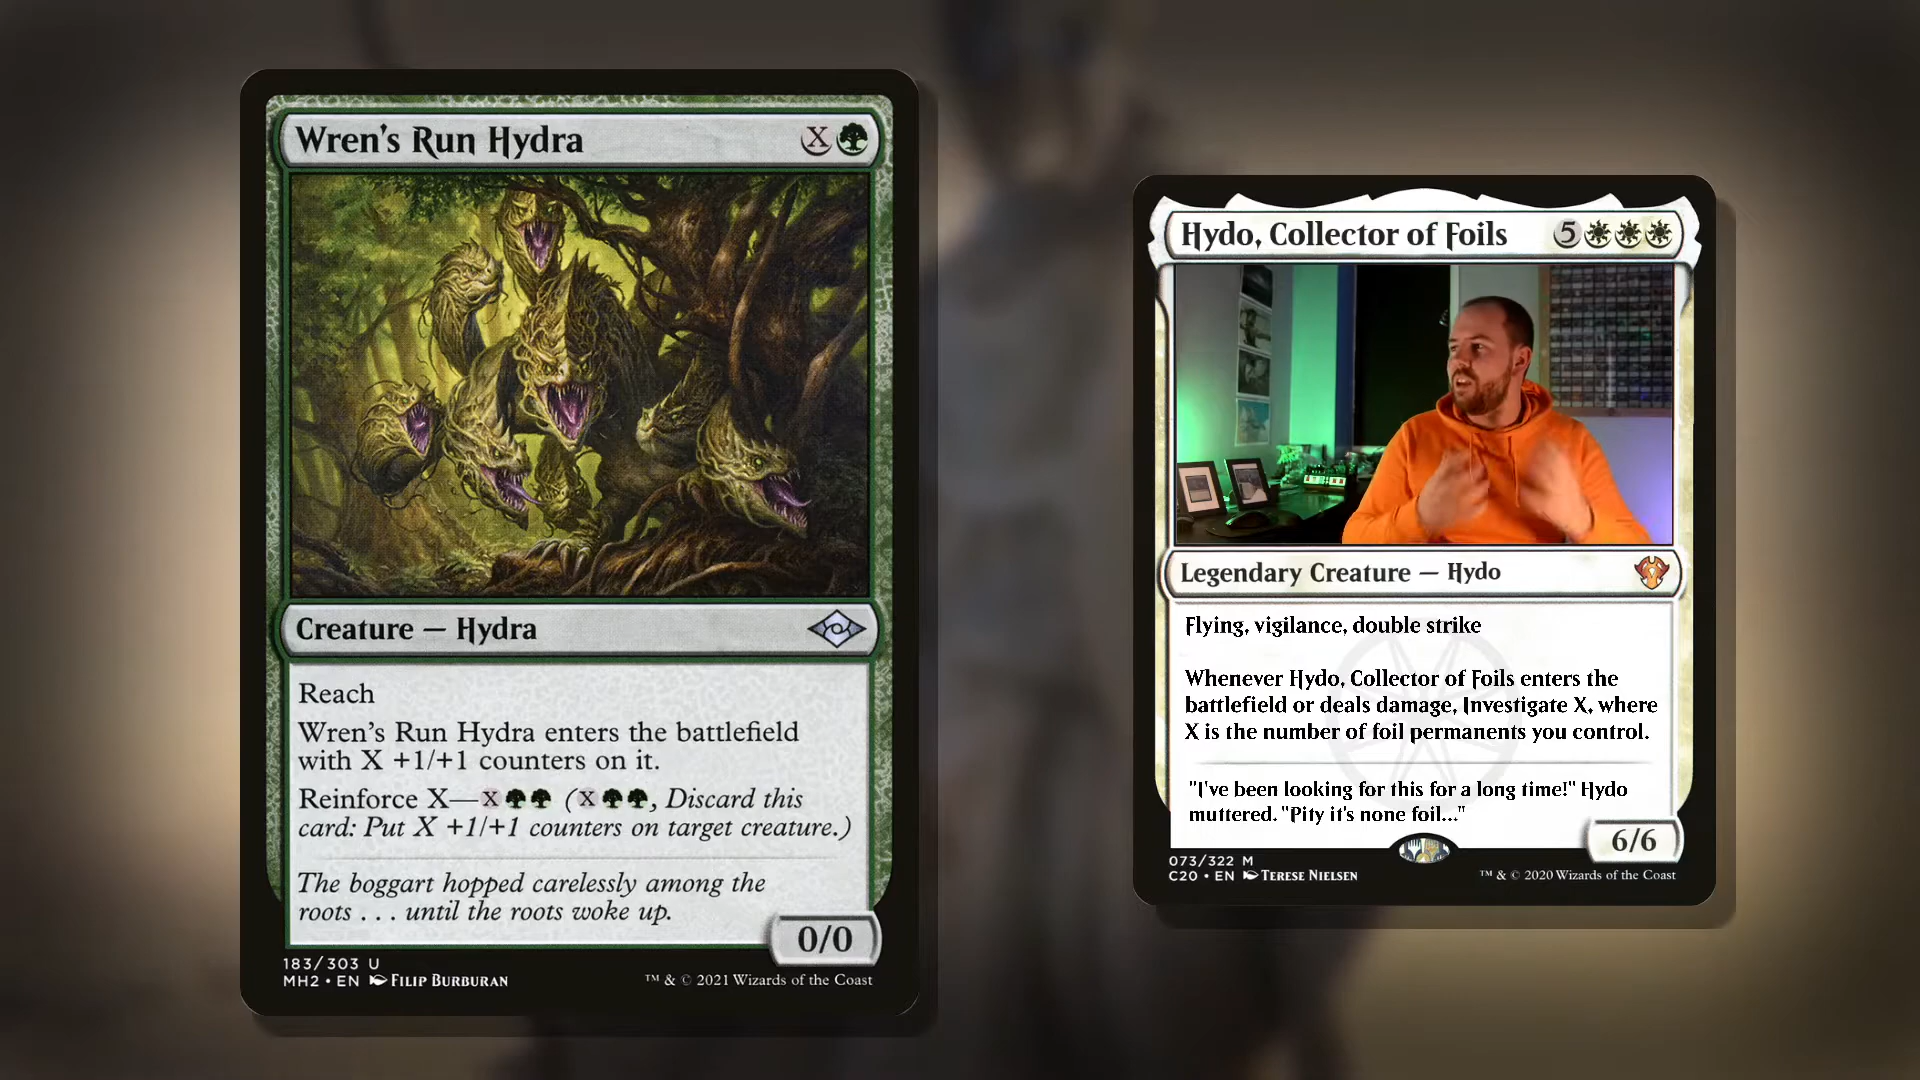 Wren's Run Hydra
X
Creature — Hydra
Reach
Wren's Run Hydra enters the battlefield
with X +1/+1 counters on it.
Reinforce X—X (X, Discard this
card: Put X +1/+1 counters on target creature.)
The boggart hopped carelessly among the
roots . . . until the roots woke up.
0/0
183/303 U
MH2 • EN FILIP BURBURAN
™ & © 2021 Wizards of the Coast
Hydo, Collector of Foils
5
Legendary Creature — Hydo
Flying, vigilance, double strike
Whenever Hydo, Collector of Foils enters the
battlefield or deals damage, Investigate X, where
X is the number of foil permanents you control.
"I've been looking for this for a long time!" Hydo
muttered. "Pity it's none foil..."
6/6
073/322 M
C20 • EN TERESE NIELSEN
™ & © 2020 Wizards of the Coast